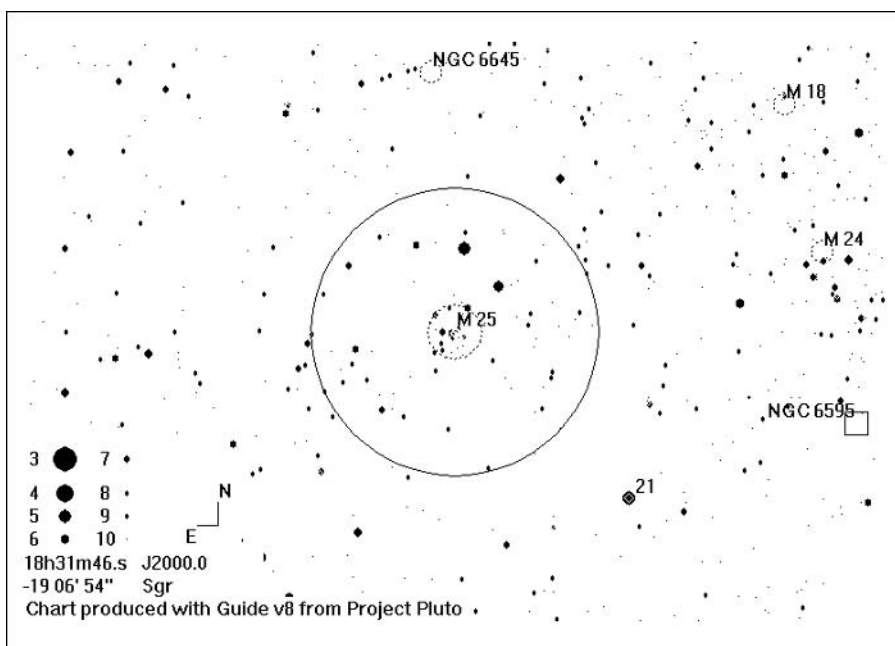 NGC 6645
M 18
M 24
M 25
NGC 6595
3 7
21
4 8
N
5 9
6 10
E
18h31m46.s J2000.0
-19 06' 54" Sgr
Chart produced with Guide v8 from Project Pluto